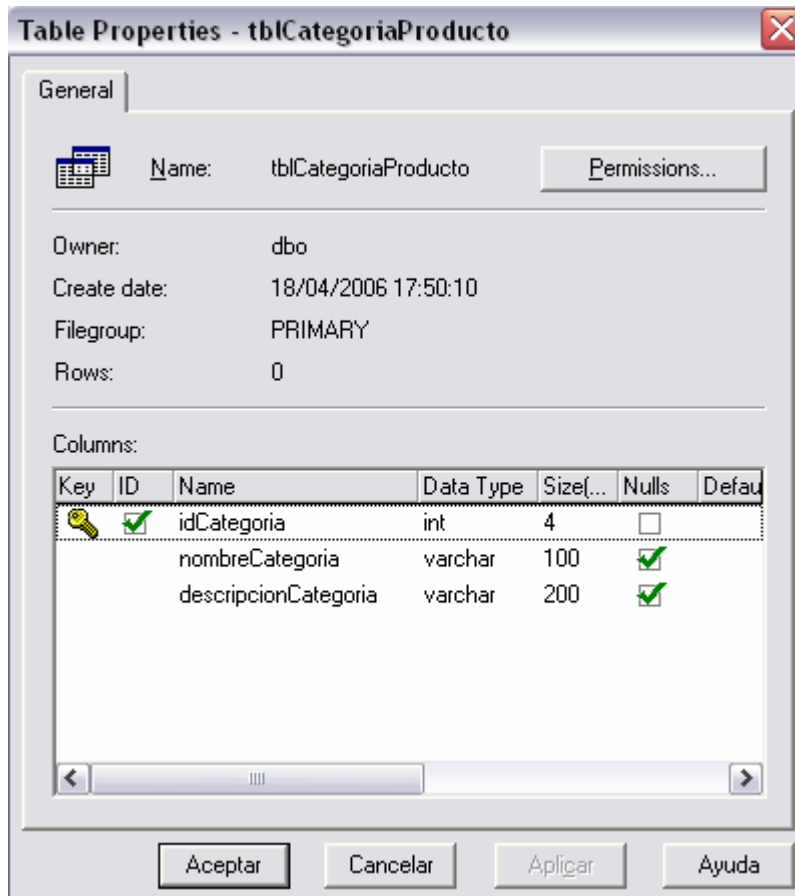 Table Properties - tblCategoriaProducto
General
Name: tblCategoriaProducto Permissions...
Owner: dbo
Create date: 18/04/2006 17:50:10
Filegroup: PRIMARY
Rows: 0
Columns:
Key ID Name Data Type Size(... Nulls Defau
idCategoria int 4
nombreCategoria varchar 100
descripcionCategoria varchar 200
Aceptar Cancelar Aplicar Ayuda